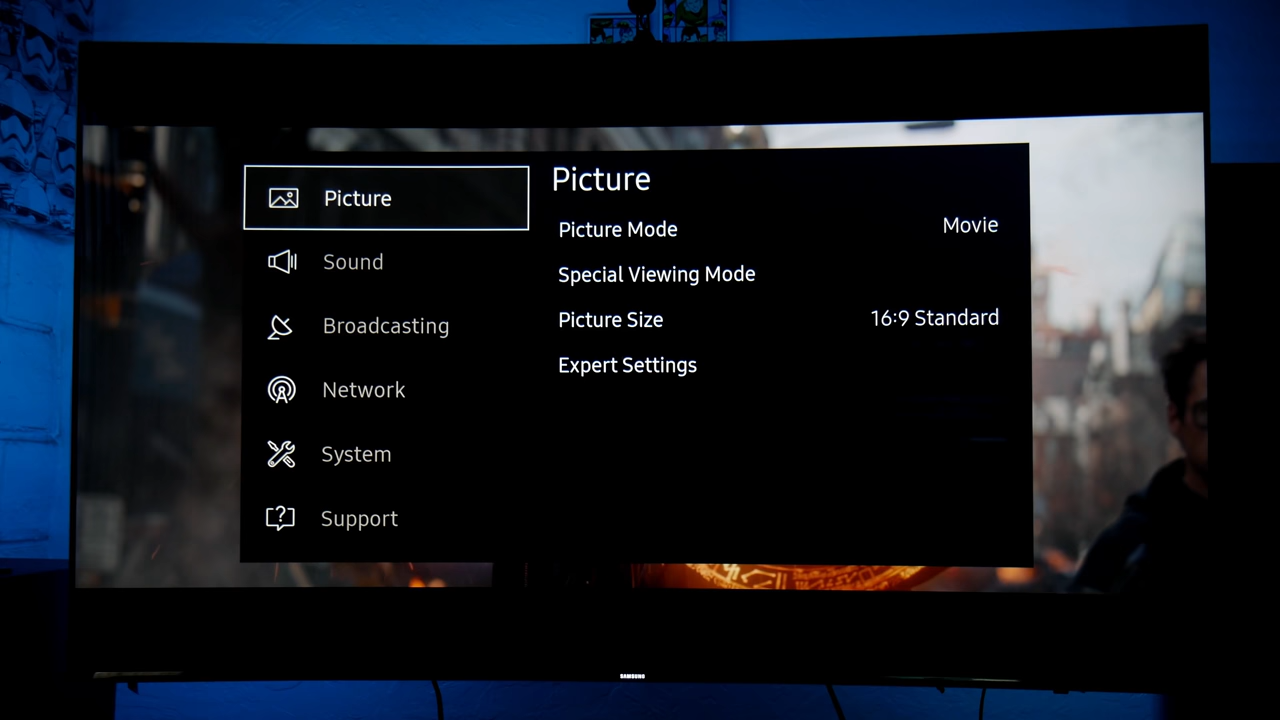 Picture
Sound
Broadcasting
Network
System
Support
Picture
Picture Mode Movie
Special Viewing Mode
Picture Size 16:9 Standard
Expert Settings
SAMSUNG